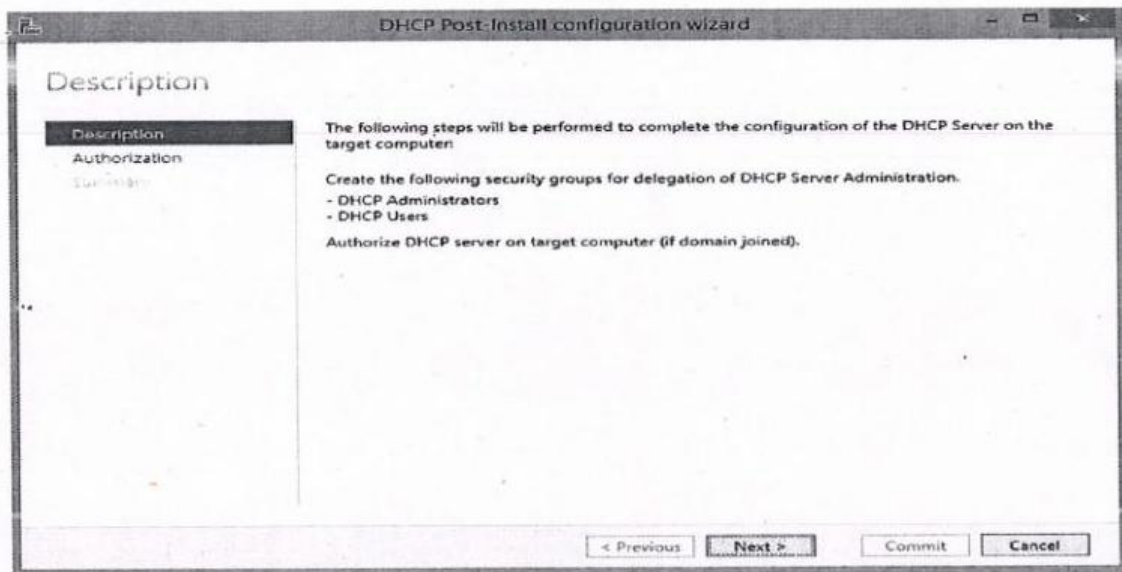 DHCP Post-Install configuration wizard
Description
Description
Authorization
Summary
The following steps will be performed to complete the configuration of the DHCP Server on the
target computer:
Create the following security groups for delegation of DHCP Server Administration.
- DHCP Administrators
- DHCP Users
Authorize DHCP server on target computer (if domain joined).
< Previous
Next >
Commit
Cancel